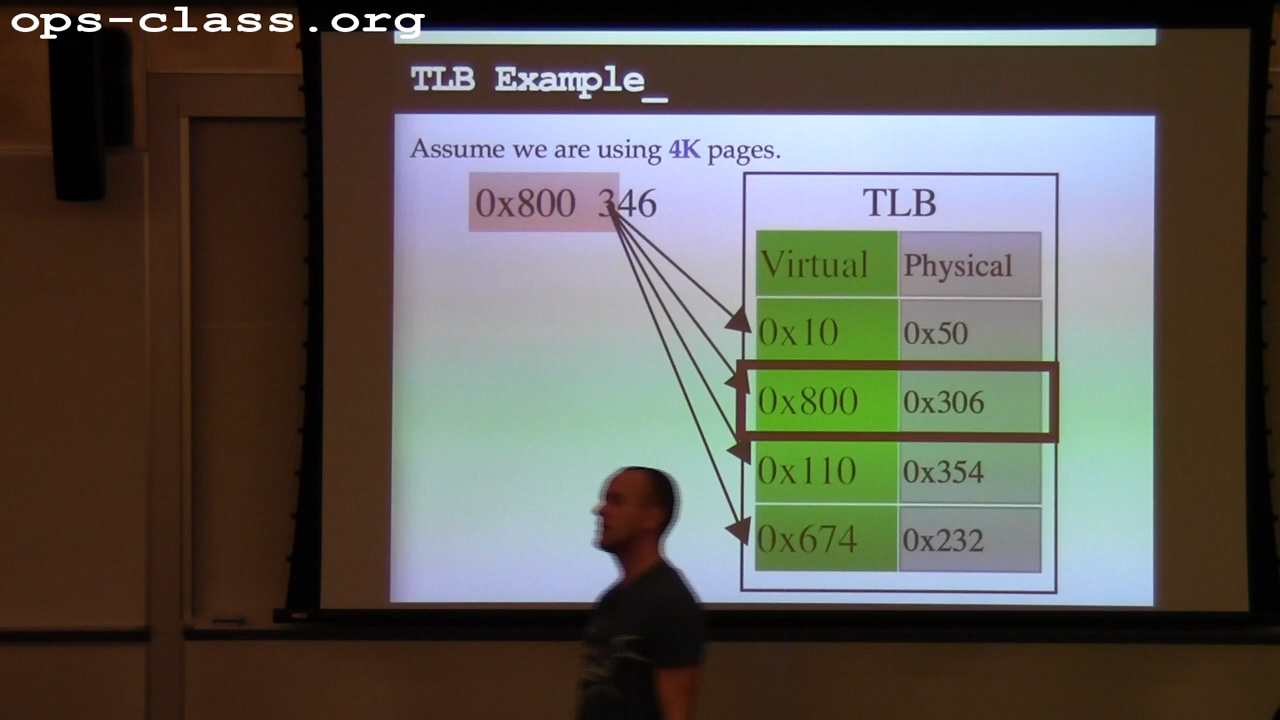 ops-class.org
TLB Example_
Assume we are using 4K pages.
0x800 346
TLB
Virtual Physical
0x10 0x50
0x800 0x306
0x110 0x354
0x674 0x232